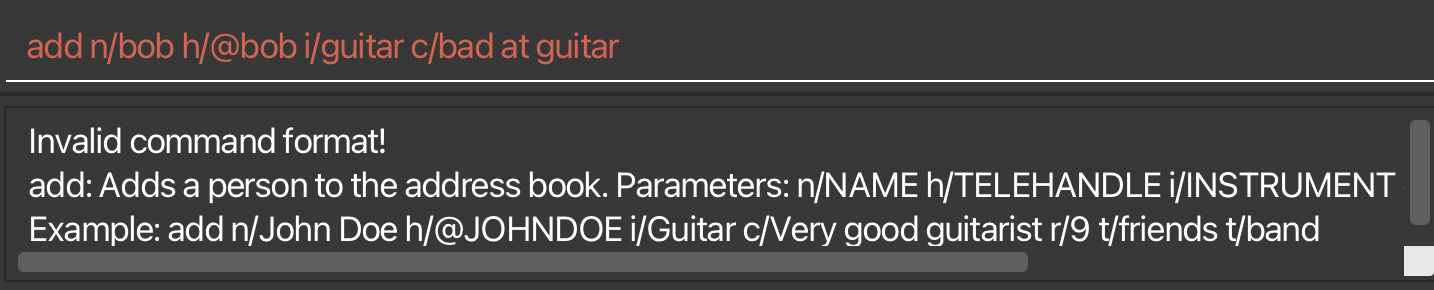 add n/bob h/@bob i/guitar c/bad at guitar
Invalid command format!
add: Adds a person to the address book. Parameters: n/NAME h/TELEHANDLE i/INSTRUMENT
Example: add n/John Doe h/@JOHNDOE i/Guitar c/Very good guitarist r/9 t/friends t/band